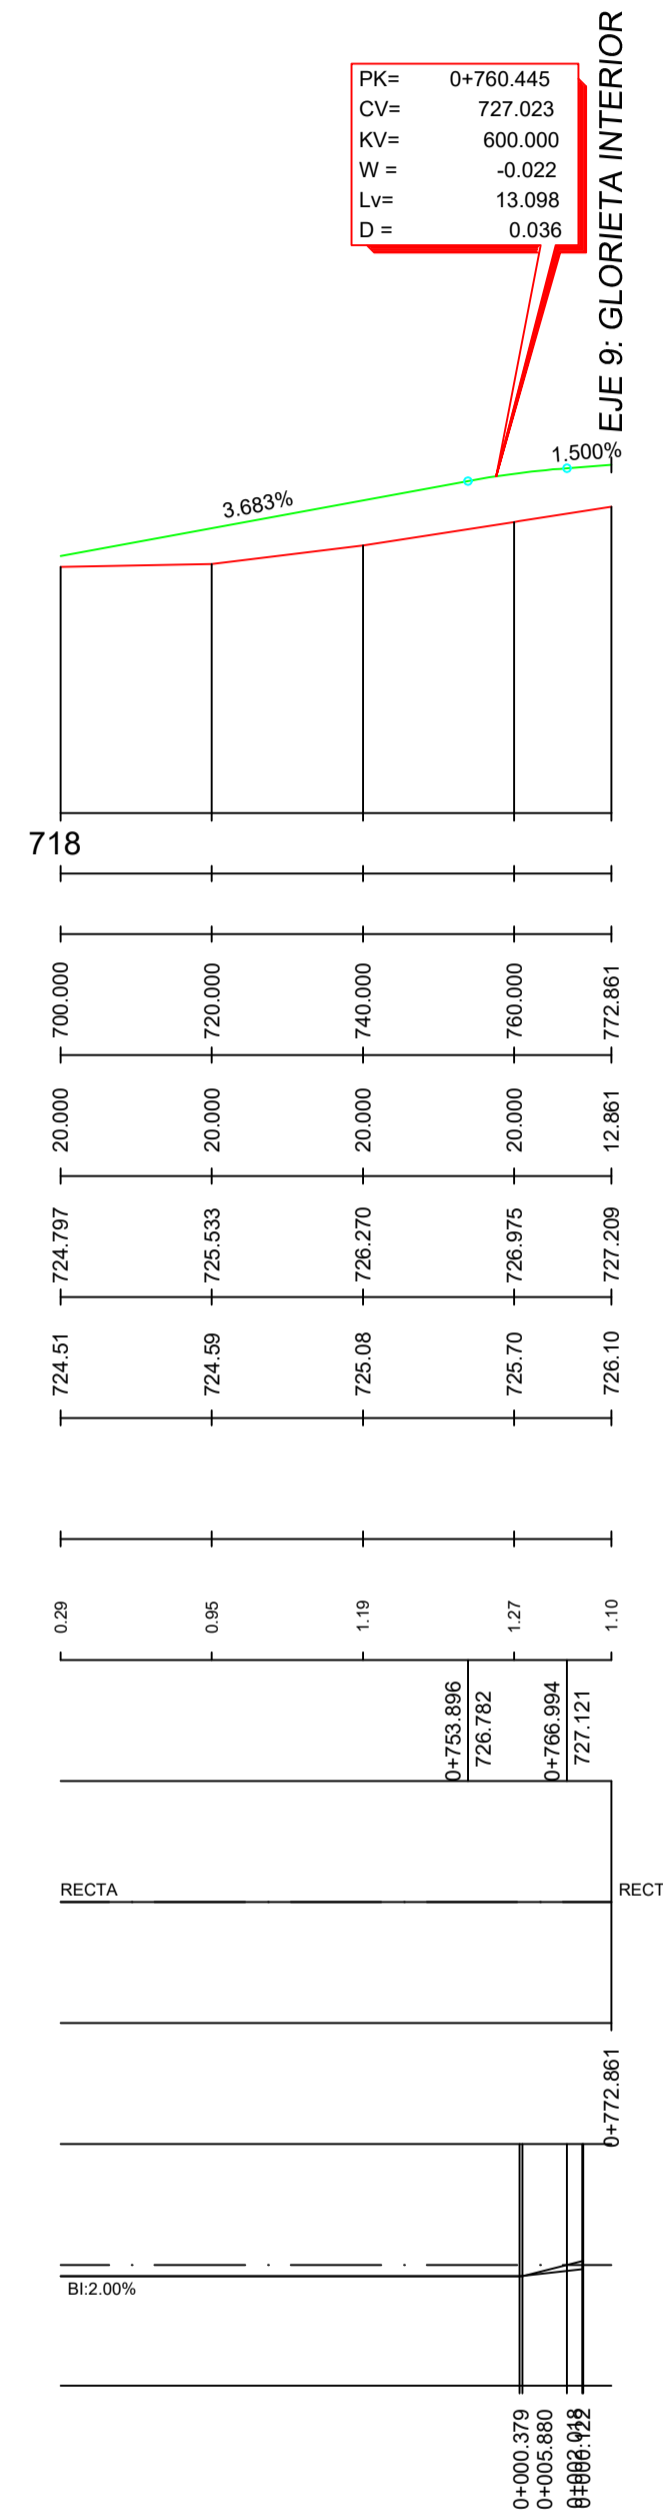 PK= 0+760.445
CV= 727.023
KV= 600.000
W = -0.022
Lv= 13.098
D = 0.036
EJE 9: GLORIETA INTERIOR
3.683%
1.500%
718
700.000 720.000 740.000 760.000 772.861
20.000 20.000 20.000 20.000 12.861
724.797 725.533 726.270 726.975 727.209
724.51 724.59 725.08 725.70 726.10
0.29 0.95 1.19 1.27 1.10
0+753.896
726.782
0+766.994
727.121
RECTA
RECT
0+772.861
BI:2.00%
0+000.379
0+005.880